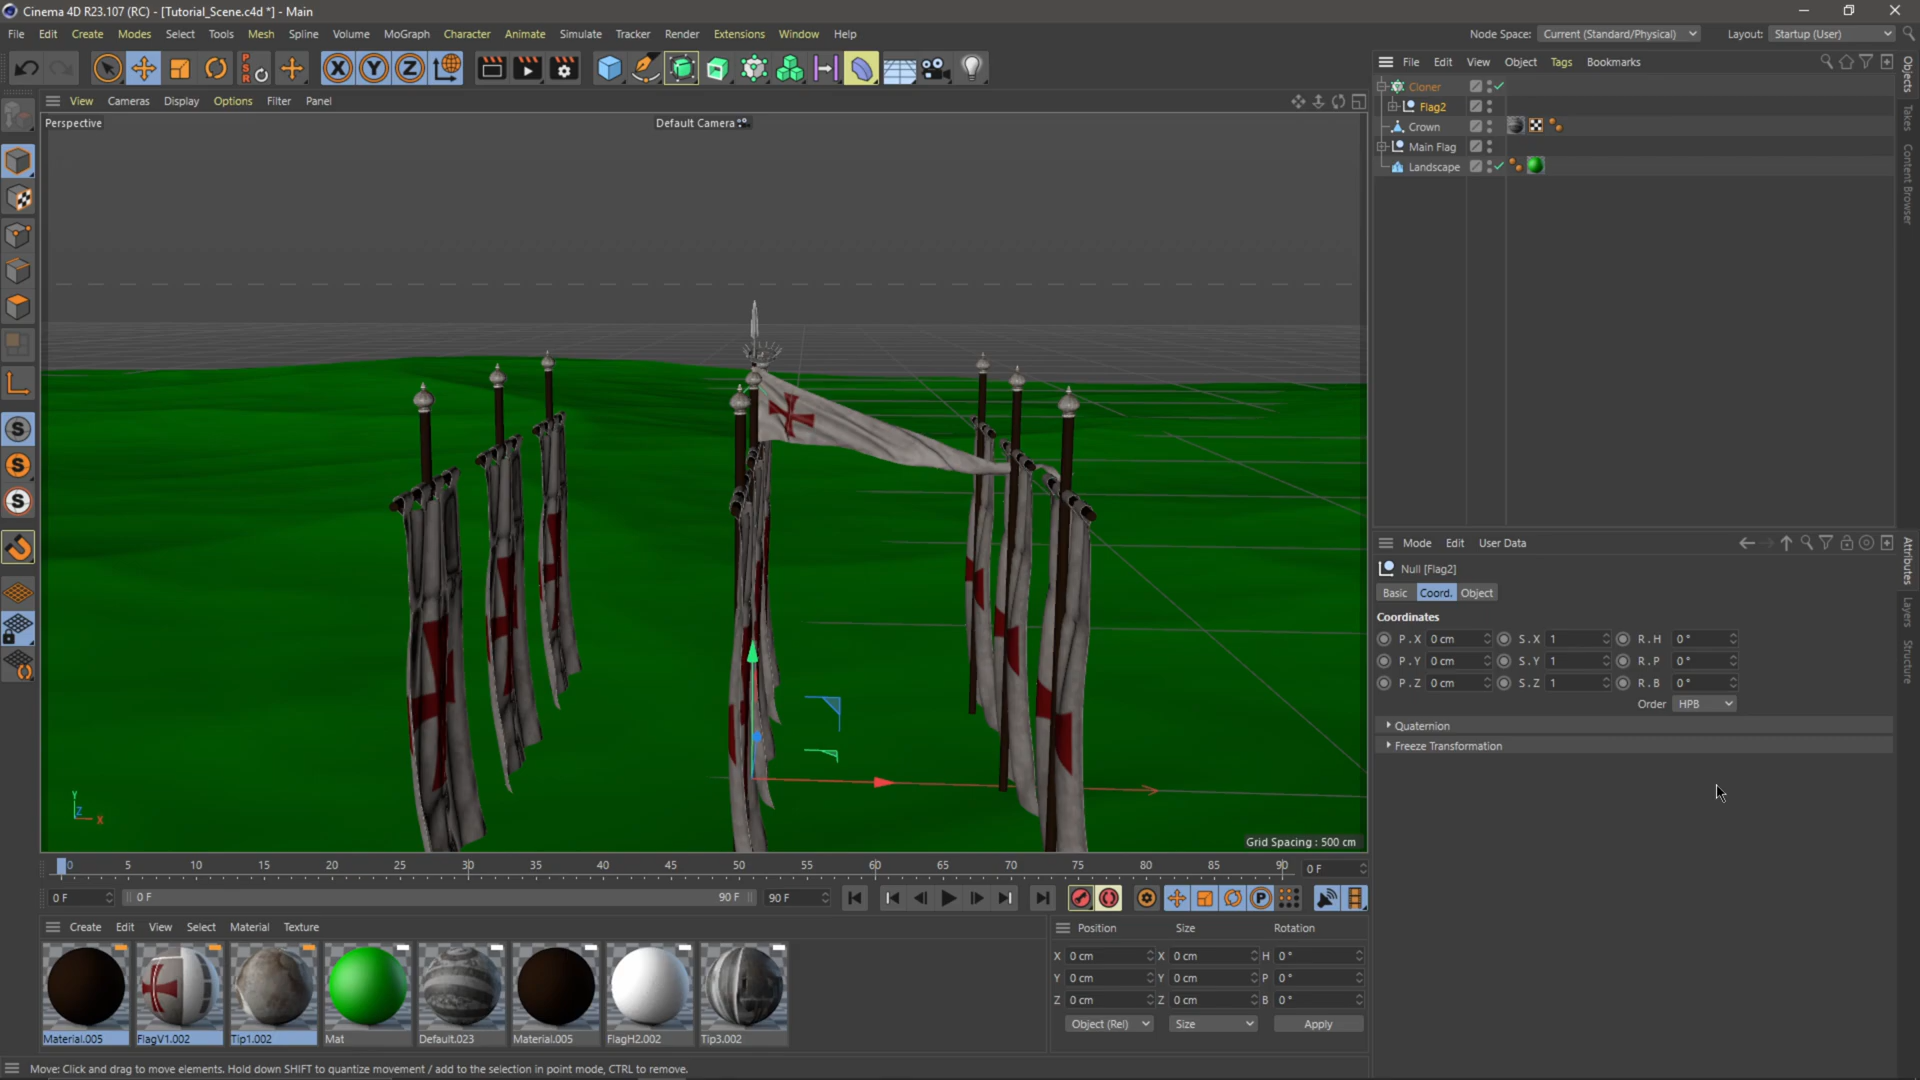 Cinema 4D R23.107 (RC) - [Tutorial_Scene.c4d *] - Main
File Edit Create Modes Select Tools Mesh Spline Volume MoGraph Character Animate Simulate Tracker Render Extensions Window Help
Node Space: Current (Standard/Physical) Layout: Startup (User)
File Edit View Object Tags Bookmarks
View Cameras Display Options Filter Panel
Perspective
Default Camera
Cloner
Flag2
Crown
Main Flag
Landscape
Objects
Takes
Content Browser
Mode Edit User Data
Null [Flag2]
Basic Coord. Object
Coordinates
P . X 0 cm S . X 1 R . H 0 °
P . Y 0 cm S . Y 1 R . P 0 °
P . Z 0 cm S . Z 1 R . B 0 °
Order HPB
Quaternion
Freeze Transformation
Attributes
Layers
Structure
Y
Z
X
Grid Spacing : 500 cm
0 5 10 15 20 25 30 35 40 45 50 55 60 65 70 75 80 85 90 0 F
0 F 0 F 90 F 90 F
Create Edit View Select Material Texture
Material.005 FlagV1.002 Tip1.002 Mat Default.023 Material.005 FlagH2.002 Tip3.002
Position Size Rotation
X 0 cm X 0 cm H 0 °
Y 0 cm Y 0 cm P 0 °
Z 0 cm Z 0 cm B 0 °
Object (Rel) Size Apply
Move: Click and drag to move elements. Hold down SHIFT to quantize movement / add to the selection in point mode, CTRL to remove.